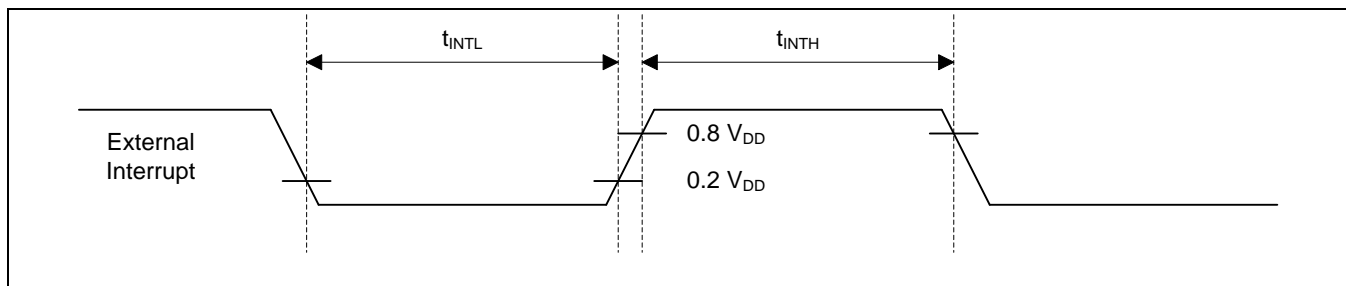 tINTL
tINTH
External
Interrupt
0.8 VDD
0.2 VDD